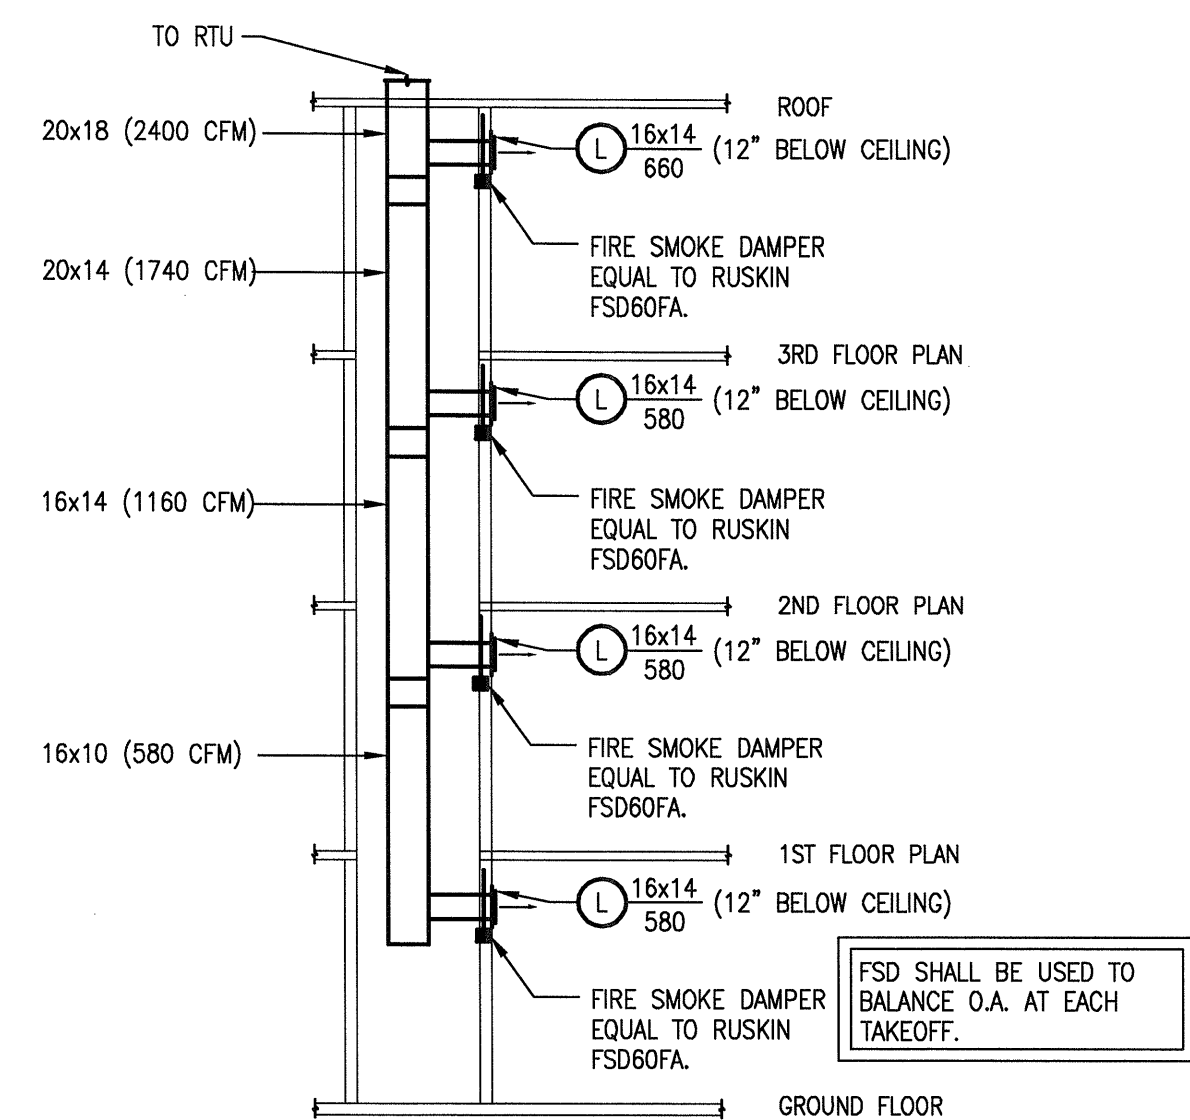 TO RTU
ROOF
20x18 (2400 CFM)
L 16x14 (12" BELOW CEILING)
660
FIRE SMOKE DAMPER
EQUAL TO RUSKIN
FSD60FA.
20x14 (1740 CFM)
3RD FLOOR PLAN
L 16x14 (12" BELOW CEILING)
580
16x14 (1160 CFM)
FIRE SMOKE DAMPER
EQUAL TO RUSKIN
FSD60FA.
2ND FLOOR PLAN
L 16x14 (12" BELOW CEILING)
580
16x10 (580 CFM)
FIRE SMOKE DAMPER
EQUAL TO RUSKIN
FSD60FA.
1ST FLOOR PLAN
L 16x14 (12" BELOW CEILING)
580
FIRE SMOKE DAMPER
EQUAL TO RUSKIN
FSD60FA.
FSD SHALL BE USED TO
BALANCE O.A. AT EACH
TAKEOFF.
GROUND FLOOR